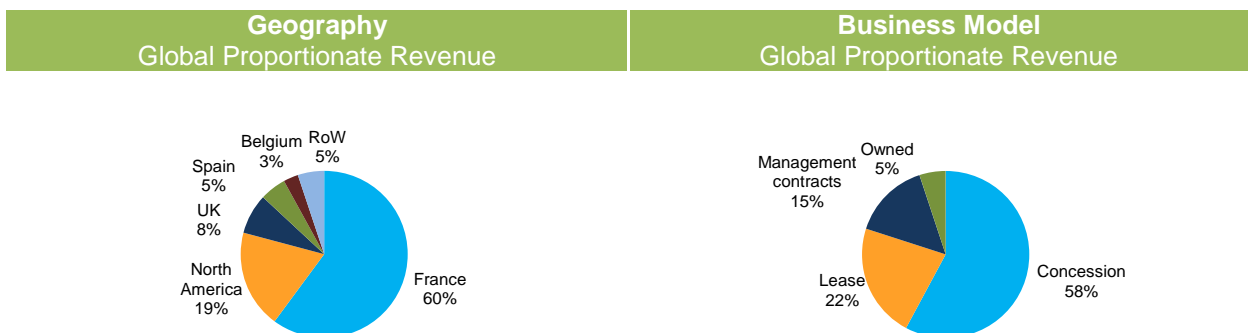 Geography
Global Proportionate Revenue
Belgium
3%
RoW
5%
Spain
5%
UK
8%
North
America
19%
France
60%
Business Model
Global Proportionate Revenue
Owned
5%
Management
contracts
15%
Lease
22%
Concession
58%